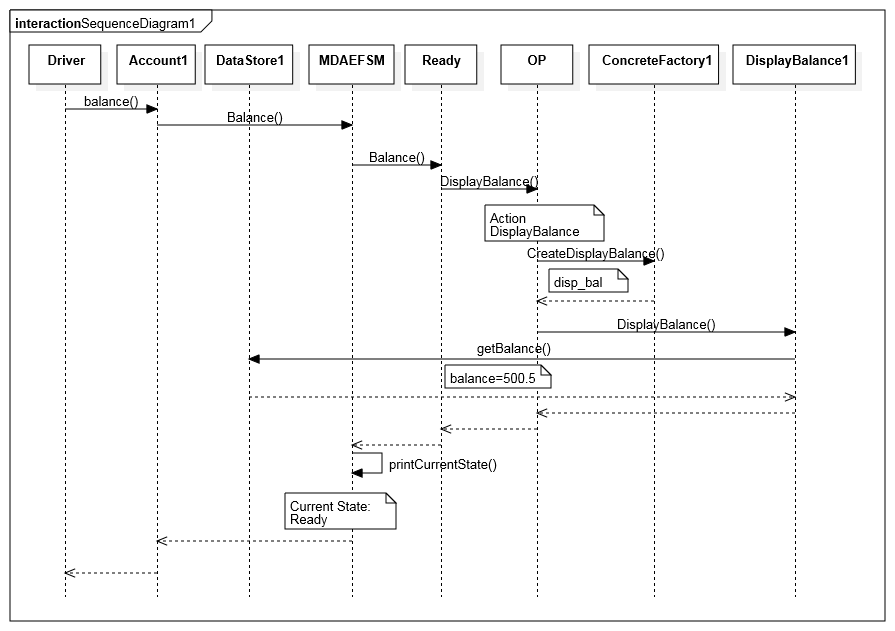 interactionSequenceDiagram1
Driver
Account1
DataStore1
MDAEFSM
Ready
OP
ConcreteFactory1
DisplayBalance1
balance()
Balance()
Balance()
DisplayBalance()
Action
DisplayBalance
CreateDisplayBalance()
disp_bal
DisplayBalance()
getBalance()
balance=500.5
printCurrentState()
Current State:
Ready